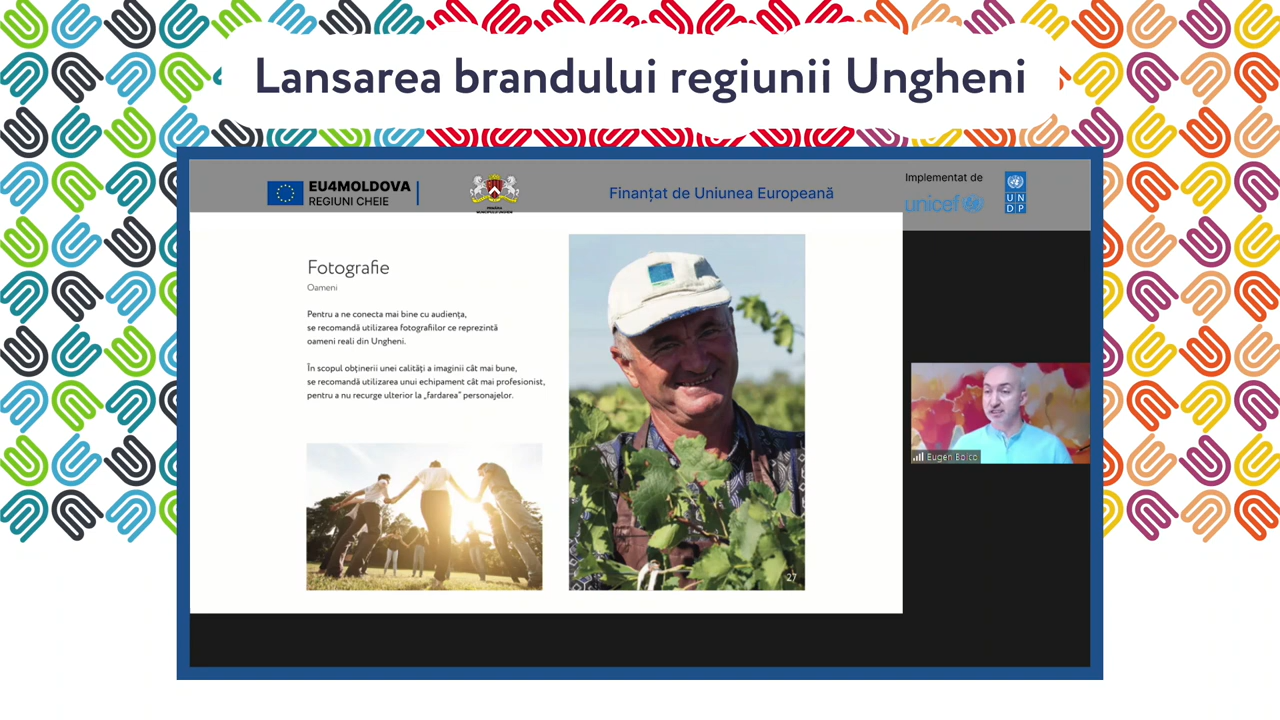 Lansarea brandului regiunii Ungheni
EU4MOLDOVA
REGIUNI CHEIE
Finanțat de Uniunea Europeană
Implementat de
unicef
UN
DP
Fotografie
Oameni
Pentru a ne conecta mai bine cu audiența,
se recomandă utilizarea fotografiilor ce reprezintă
oameni reali din Ungheni.
În scopul obținerii unei calități a imaginii cât mai bune,
se recomandă utilizarea unui echipament cât mai profesionist,
pentru a nu recurge ulterior la „fardarea” personajelor.
27
Eugen Boico